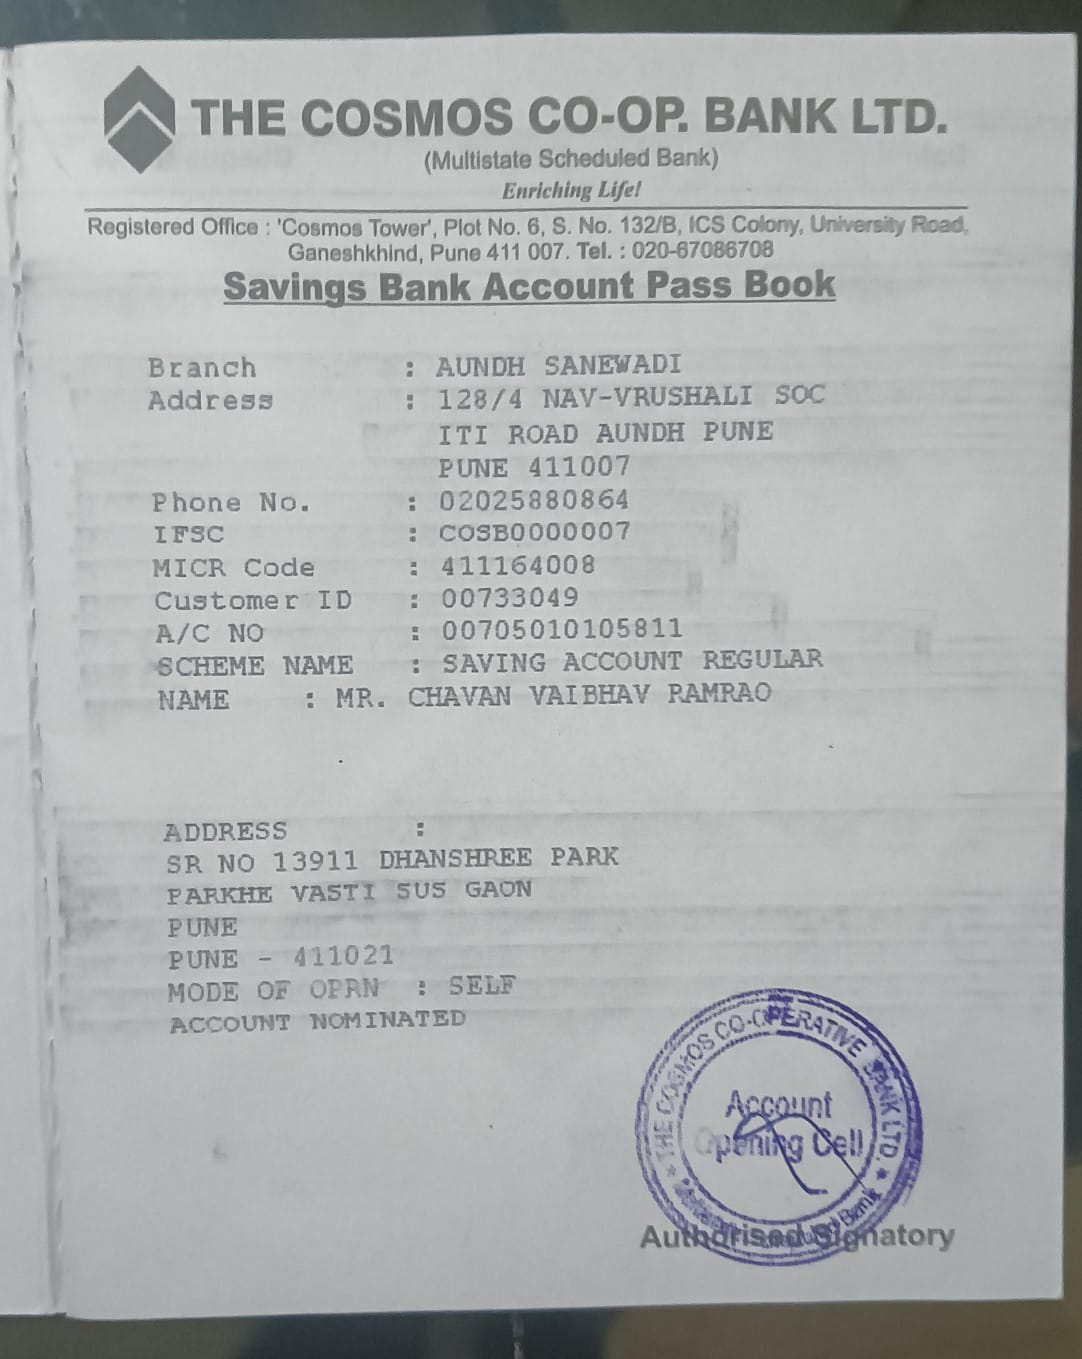 THE COSMOS CO-OP. BANK LTD.
(Multistate Scheduled Bank)
Enriching Life!
Registered Office : 'Cosmos Tower', Plot No. 6, S. No. 132/B, ICS Colony, University Road,
Ganeshkhind, Pune 411 007. Tel. : 020-67086708
Savings Bank Account Pass Book
Branch : AUNDH SANEWADI
Address : 128/4 NAV-VRUSHALI SOC
ITI ROAD AUNDH PUNE
PUNE 411007
Phone No. : 02025880864
IFSC : COSB0000007
MICR Code : 411164008
Customer ID : 00733049
A/C NO : 00705010105811
SCHEME NAME : SAVING ACCOUNT REGULAR
NAME : MR. CHAVAN VAIBHAV RAMRAO
ADDRESS :
SR NO 13911 DHANSHREE PARK
PARKHE VASTI SUS GAON
PUNE
PUNE - 411021
MODE OF OPRN : SELF
ACCOUNT NOMINATED
THE COSMOS CO-OPERATIVE BANK LTD.
Account
Opening Cell
Bank
Authorised Signatory